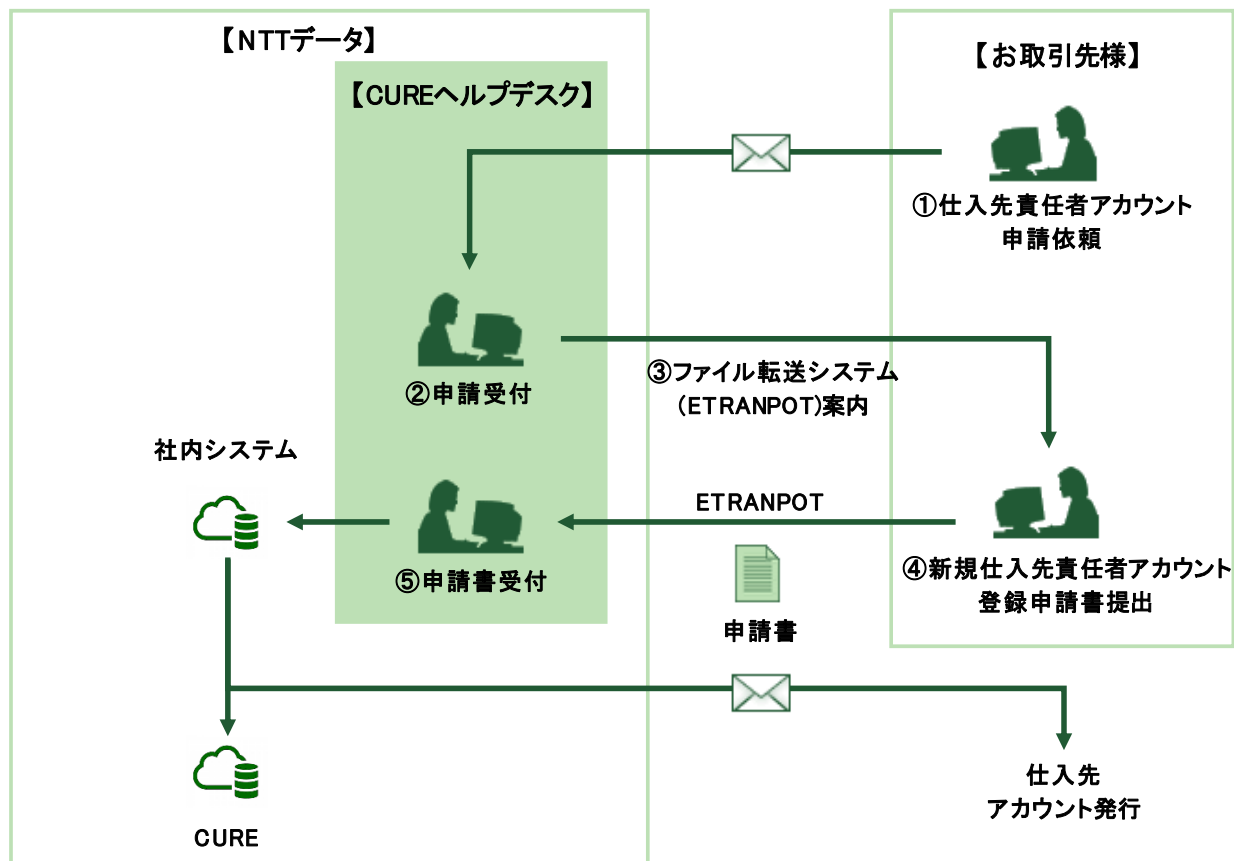 【NTTデータ】
【お取引先様】
【CUREヘルプデスク】
①仕入先責任者アカウント
申請依頼
②申請受付
③ファイル転送システム
(ETRANPOT)案内
社内システム
ETRANPOT
④新規仕入先責任者アカウント
登録申請書提出
⑤申請書受付
申請書
仕入先
アカウント発行
CURE